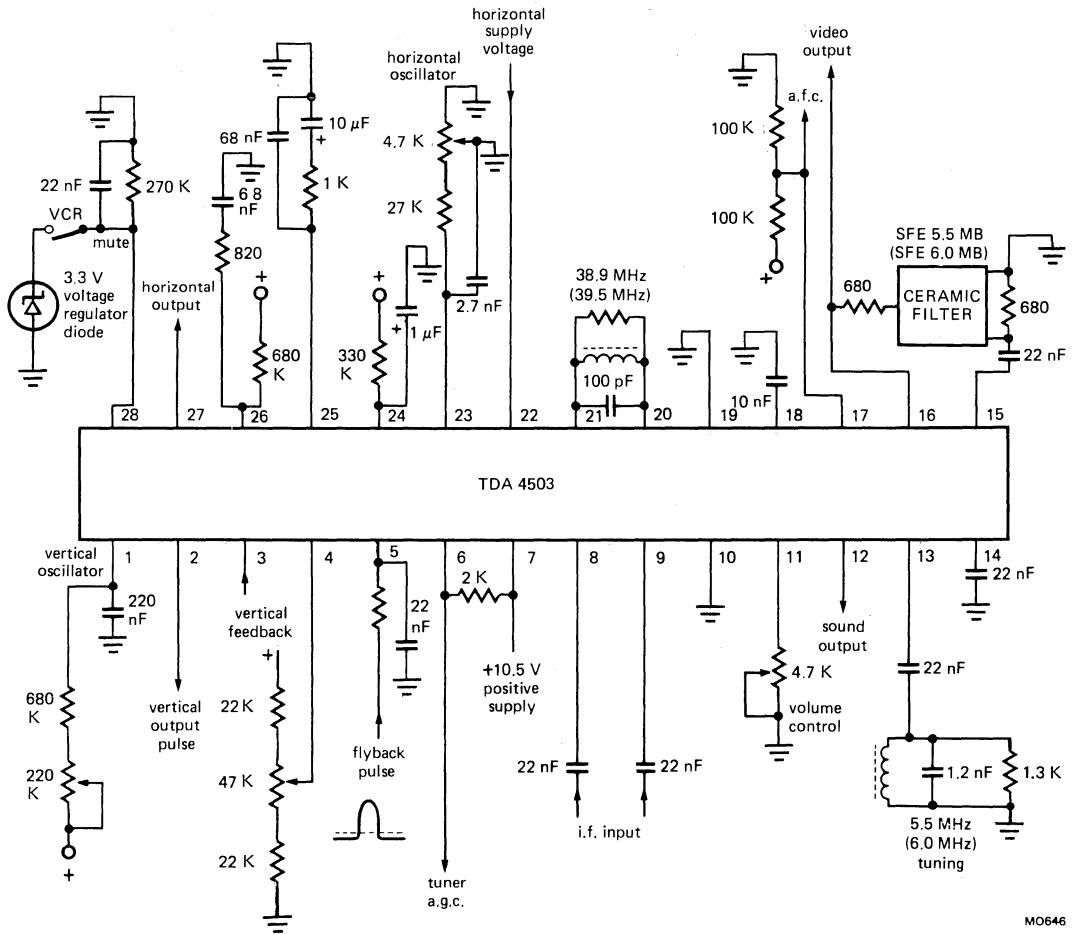 horizontal
supply
voltage
video
output
horizontal
oscillator
a.f.c.
100 K
10 μF
+
68 nF
4.7 K
22 nF
270 K
1 K
6 8
nF
27 K
100 K
SFE 5.5 MB
(SFE 6.0 MB)
VCR
mute
820
+
+
+
38.9 MHz
(39.5 MHz)
3.3 V
voltage
regulator
diode
horizontal
output
2.7 nF
680
CERAMIC
FILTER
680
+
1 μF
680
K
330
K
100 pF
10 nF
22 nF
28
27
26
25
24
23
22
21
20
19
18
17
16
15
TDA 4503
1
2
3
4
5
6
7
8
9
10
11
12
13
14
vertical
oscillator
220
nF
2 K
22 nF
22
nF
vertical
feedback
+
sound
output
+10.5 V
positive
supply
4.7 K
22 nF
680
K
22 K
vertical
output
pulse
volume
control
flyback
pulse
220
K
47 K
22 nF
22 nF
1.2 nF
1.3 K
i.f. input
5.5 MHz
(6.0 MHz)
tuning
+
22 K
tuner
a.g.c.
MO646